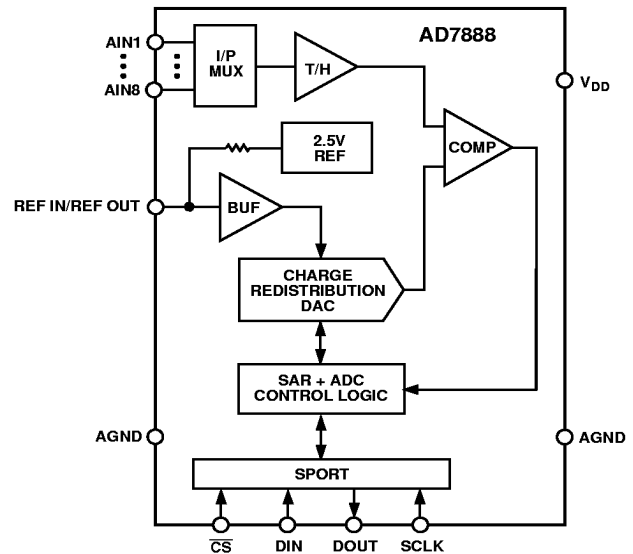 AD7888
AIN1
I/P
MUX
T/H
AIN8
VDD
2.5V
REF
COMP
REF IN/REF OUT
BUF
CHARGE
REDISTRIBUTION
DAC
SAR + ADC
CONTROL LOGIC
AGND
AGND
SPORT
CS
DIN
DOUT
SCLK